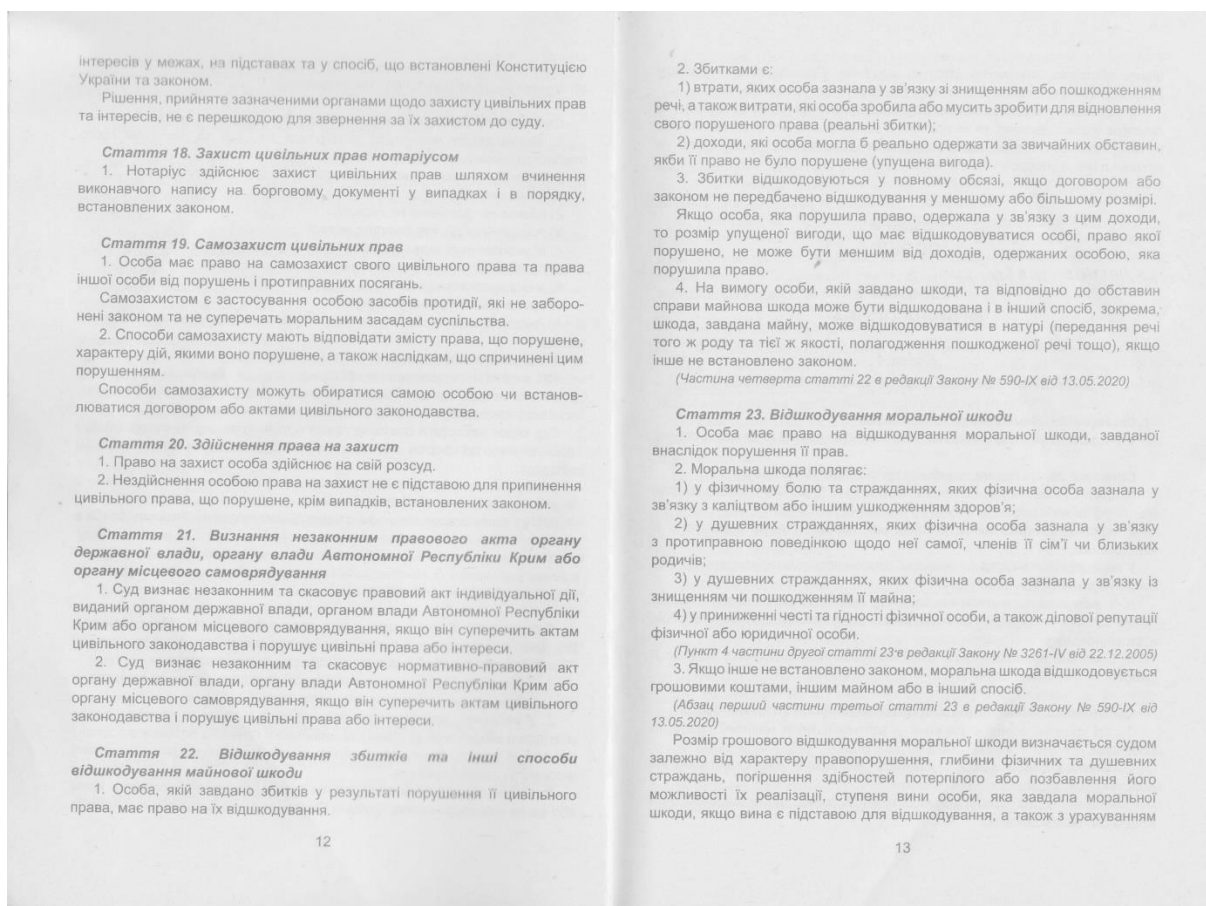 інтересів у межах, на підставах та у спосіб, що встановлені Конституцією
України та законом.
Рішення, прийняте зазначеними органами щодо захисту цивільних прав
та інтересів, не є перешкодою для звернення за їх захистом до суду.
Стаття 18. Захист цивільних прав нотаріусом
1. Нотаріус здійснює захист цивільних прав шляхом вчинення
виконавчого напису на борговому документі у випадках і в порядку,
встановлених законом.
Стаття 19. Самозахист цивільних прав
1. Особа має право на самозахист свого цивільного права та права
іншої особи від порушень і протиправних посягань.
Самозахистом є застосування особою засобів протидії, які не заборо-
нені законом та не суперечать моральним засадам суспільства.
2. Способи самозахисту мають відповідати змісту права, що порушене,
характеру дій, якими воно порушене, а також наслідкам, що спричинені цим
порушенням.
Способи самозахисту можуть обиратися самою особою чи встанов-
люватися договором або актами цивільного законодавства.
Стаття 20. Здійснення права на захист
1. Право на захист особа здійснює на свій розсуд.
2. Нездійснення особою права на захист не є підставою для припинення
цивільного права, що порушене, крім випадків, встановлених законом.
Стаття 21. Визнання незаконним правового акта органу
державної влади, органу влади Автономної Республіки Крим або
органу місцевого самоврядування
1. Суд визнає незаконним та скасовує правовий акт індивідуальної дії,
виданий органом державної влади, органом влади Автономної Республіки
Крим або органом місцевого самоврядування, якщо він суперечить актам
цивільного законодавства і порушує цивільні права або інтереси.
2. Суд визнає незаконним та скасовує нормативно-правовий акт
органу державної влади, органу влади Автономної Республіки Крим або
органу місцевого самоврядування, якщо він суперечить актам цивільного
законодавства і порушує цивільні права або інтереси.
Стаття 22. Відшкодування збитків та інші способи
відшкодування майнової шкоди
1. Особа, якій завдано збитків у результаті порушення її цивільного
права, має право на їх відшкодування.
12
2. Збитками є:
1) втрати, яких особа зазнала у зв'язку зі знищенням або пошкодженням
речі, а також витрати, які особа зробила або мусить зробити для відновлення
свого порушеного права (реальні збитки);
2) доходи, які особа могла б реально одержати за звичайних обставин,
якби її право не було порушене (упущена вигода).
3. Збитки відшкодовуються у повному обсязі, якщо договором або
законом не передбачено відшкодування у меншому або більшому розмірі.
Якщо особа, яка порушила право, одержала у зв'язку з цим доходи,
то розмір упущеної вигоди, що має відшкодовуватися особі, право якої
порушено, не може бути меншим від доходів, одержаних особою, яка
порушила право.
4. На вимогу особи, якій завдано шкоди, та відповідно до обставин
справи майнова шкода може бути відшкодована і в інший спосіб, зокрема,
шкода, завдана майну, може відшкодовуватися в натурі (передання речі
того ж роду та тієї ж якості, полагодження пошкодженої речі тощо), якщо
інше не встановлено законом.
(Частина четверта статті 22 в редакції Закону № 590-IX від 13.05.2020)
Стаття 23. Відшкодування моральної шкоди
1. Особа має право на відшкодування моральної шкоди, завданої
внаслідок порушення її прав.
2. Моральна шкода полягає:
1) у фізичному болю та стражданнях, яких фізична особа зазнала у
зв'язку з каліцтвом або іншим ушкодженням здоров'я;
2) у душевних стражданнях, яких фізична особа зазнала у зв'язку
з протиправною поведінкою щодо неї самої, членів її сім'ї чи близьких
родичів;
3) у душевних стражданнях, яких фізична особа зазнала у зв'язку із
знищенням чи пошкодженням її майна;
4) у приниженні честі та гідності фізичної особи, а також ділової репутації
фізичної або юридичної особи.
(Пункт 4 частини другої статті 23 в редакції Закону № 3261-IV від 22.12.2005)
3. Якщо інше не встановлено законом, моральна шкода відшкодовується
грошовими коштами, іншим майном або в інший спосіб.
(Абзац перший частини третьої статті 23 в редакції Закону № 590-IX від
13.05.2020)
Розмір грошового відшкодування моральної шкоди визначається судом
залежно від характеру правопорушення, глибини фізичних та душевних
страждань, погіршення здібностей потерпілого або позбавлення його
можливості їх реалізації, ступеня вини особи, яка завдала моральної
шкоди, якщо вина є підставою для відшкодування, а також з урахуванням
13